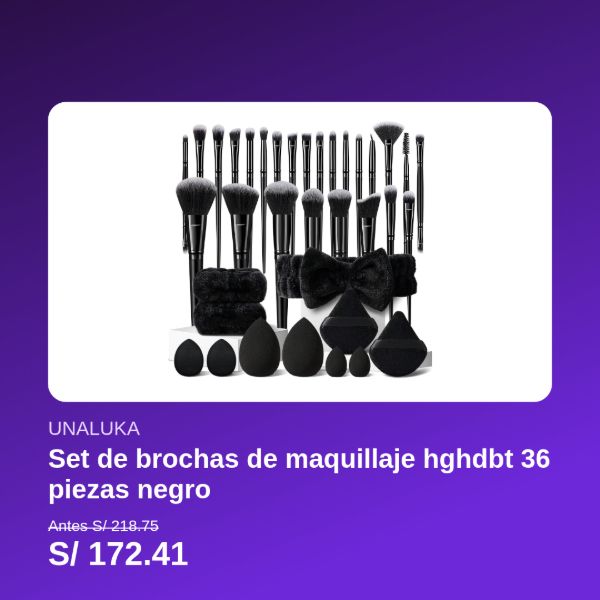 UNALUKA
Set de brochas de maquillaje hghdbt 36
piezas negro
Antes S/ 218.75
S/ 172.41